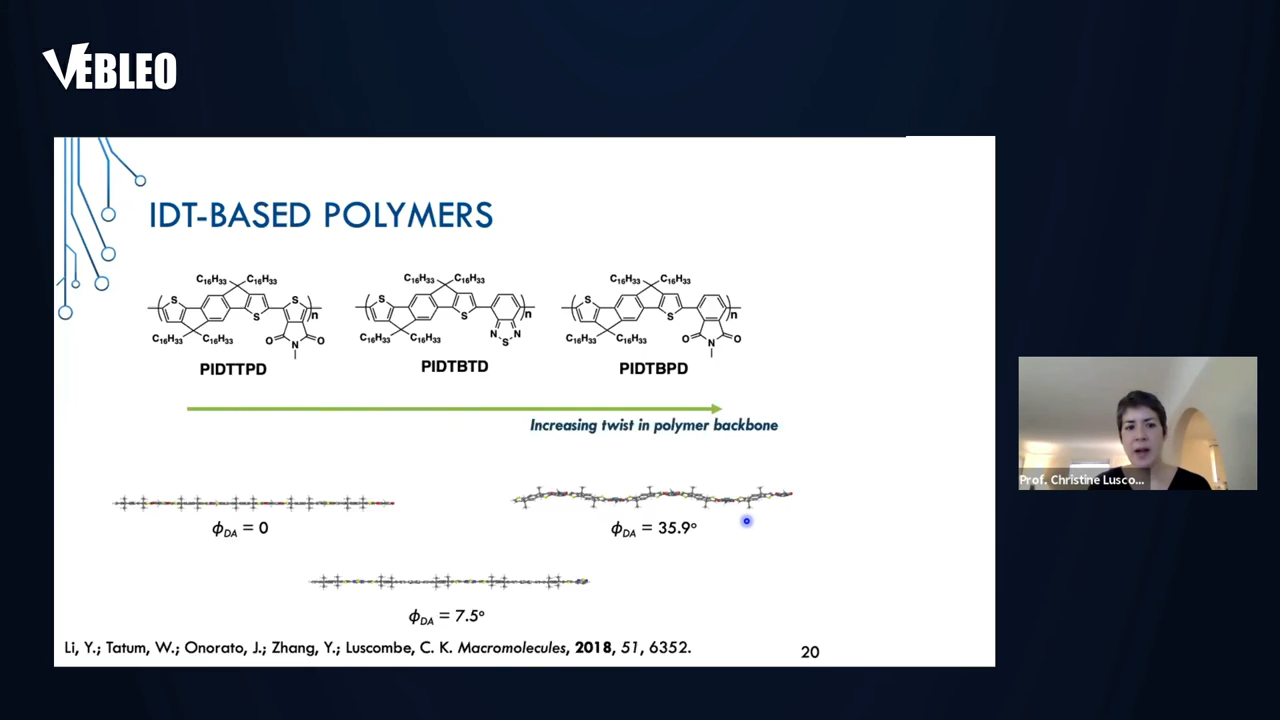 VEBLEO
IDT-BASED POLYMERS
C16H33 C16H33
S
S
n
C16H33 C16H33
O N O
PIDTTPD
C16H33 C16H33
S
S
n
C16H33 C16H33
N N
S
PIDTBTD
C16H33 C16H33
S
S
n
C16H33 C16H33
O N O
PIDTBPD
Increasing twist in polymer backbone
ϕDA = 0
ϕDA = 35.9°
ϕDA = 7.5°
Li, Y.; Tatum, W.; Onorato, J.; Zhang, Y.; Luscombe, C. K. Macromolecules, 2018, 51, 6352.
20
Prof. Christine Lusco...